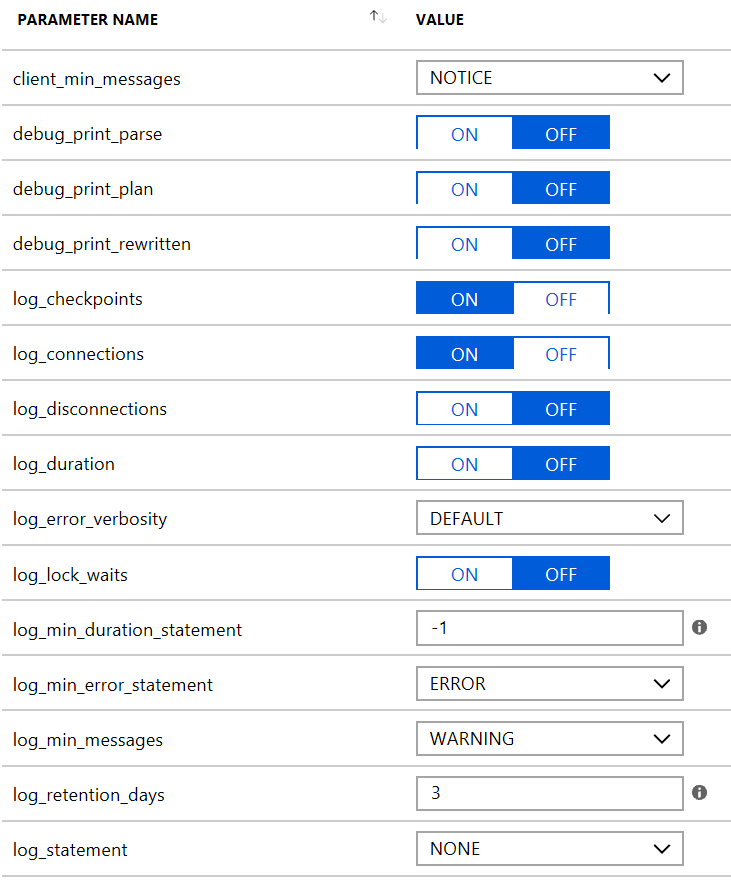 PARAMETER NAME VALUE
client_min_messages NOTICE
debug_print_parse ON OFF
debug_print_plan ON OFF
debug_print_rewritten ON OFF
log_checkpoints ON OFF
log_connections ON OFF
log_disconnections ON OFF
log_duration ON OFF
log_error_verbosity DEFAULT
log_lock_waits ON OFF
log_min_duration_statement -1
log_min_error_statement ERROR
log_min_messages WARNING
log_retention_days 3
log_statement NONE